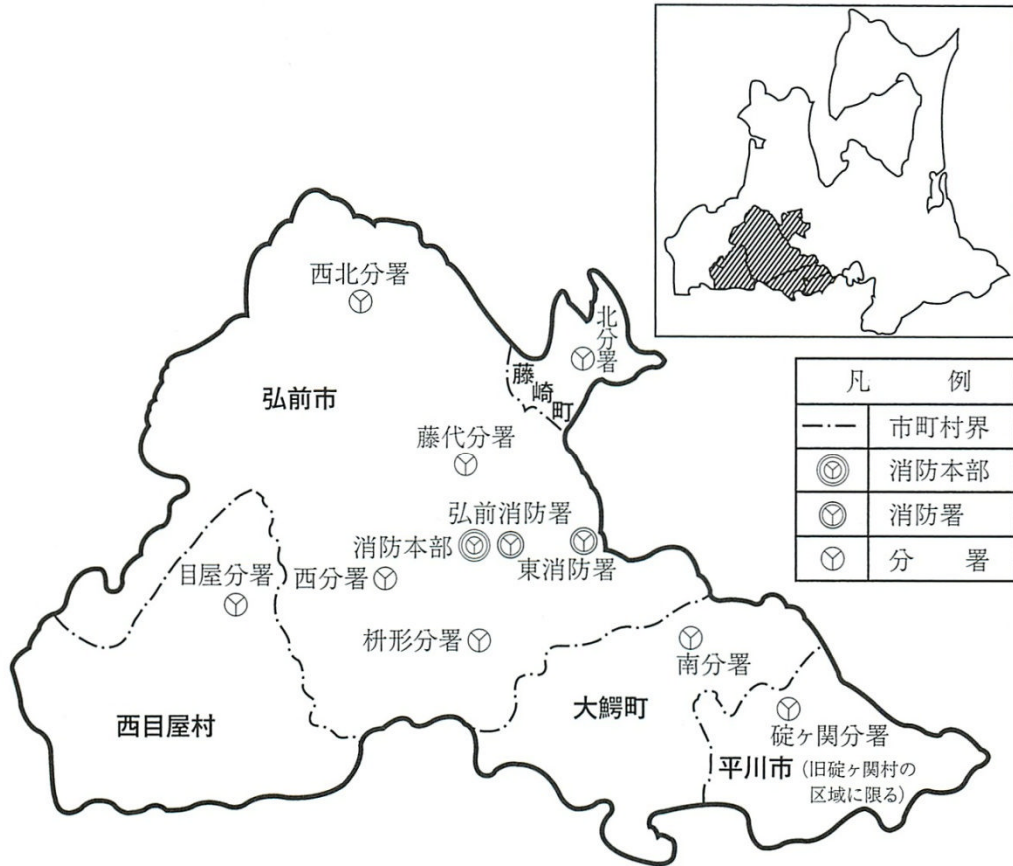 西北分署
北分署
藤崎町
弘前市
藤代分署
弘前消防署
消防本部
東消防署
目屋分署
西分署
枡形分署
南分署
大鰐町
西目屋村
碇ヶ関分署
平川市 (旧碇ヶ関村の
区域に限る)
凡 例
市町村界
消防本部
消防署
分 署